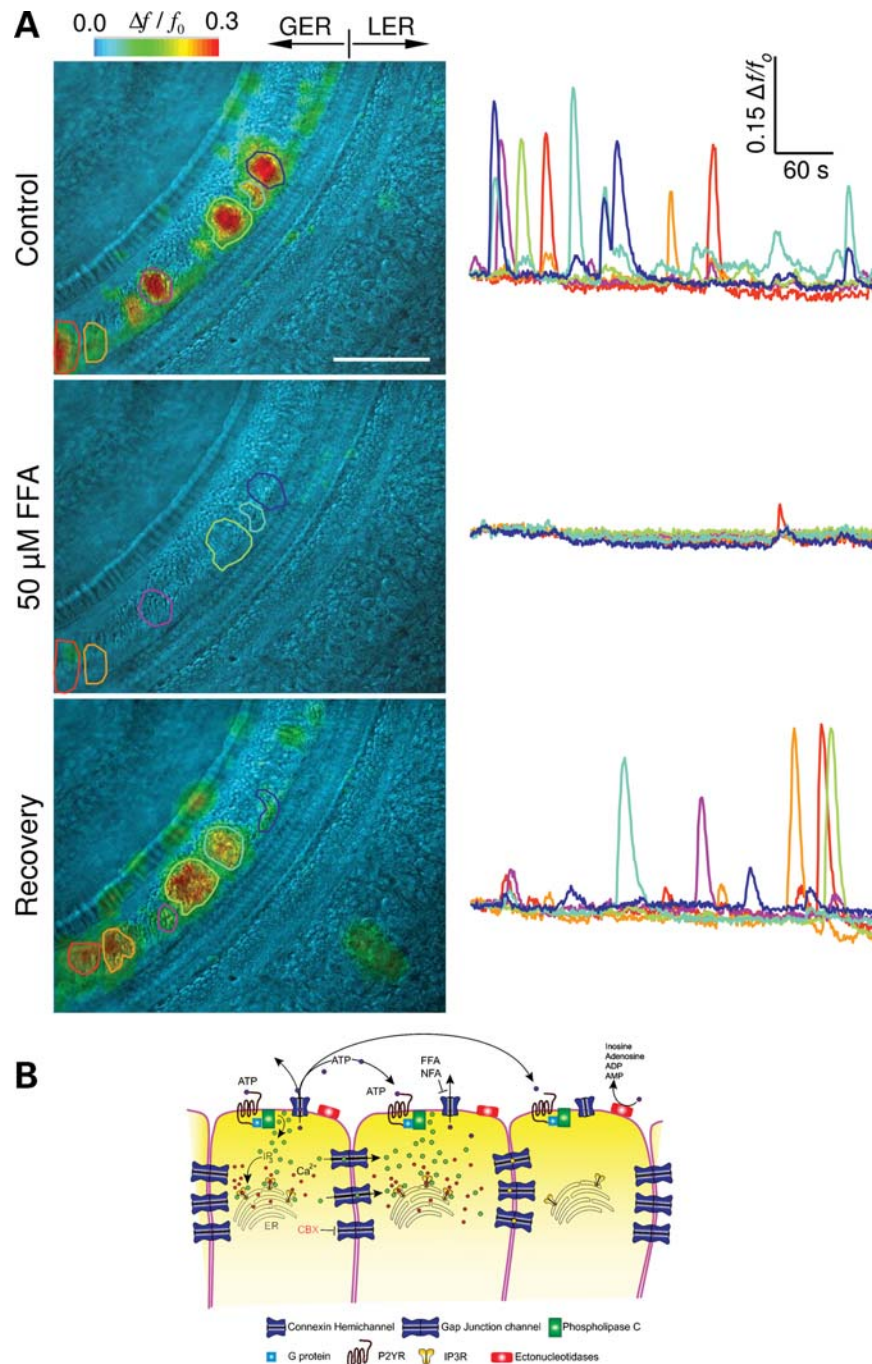 A
0.0 Δf / f0 0.3
GER LER
Control
0.15 Δf/fo
60 s
50 µM FFA
Recovery
B
ATP
ATP
ATP
FFA
NFA
Inosine
Adenosine
ADP
AMP
IP3
Ca2+
ER
CBX
Connexin Hemichannel
Gap Junction channel
Phospholipase C
G protein
P2YR
IP3R
Ectonucleotidases